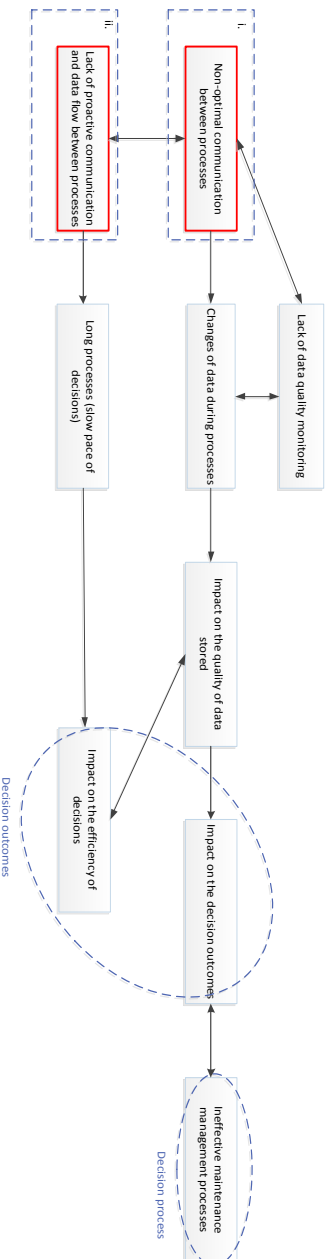 i.
Non-optimal communication
between processes
Lack of data quality monitoring
Changes of data during processes
Impact on the quality of data
stored
Impact on the decision outcomes
Ineffective maintenance
management processes
Decision process
ii.
Lack of proactive communication
and data flow between processes
Long processes (slow pace of
decisions)
Impact on the efficiency of
decisions
Decision outcomes